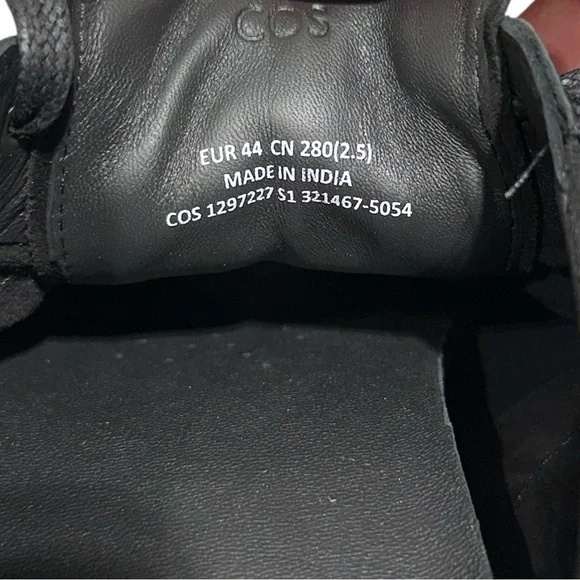 COS
EUR 44 CN 280(2.5)
MADE IN INDIA
COS 1297227 S1 321467-5054